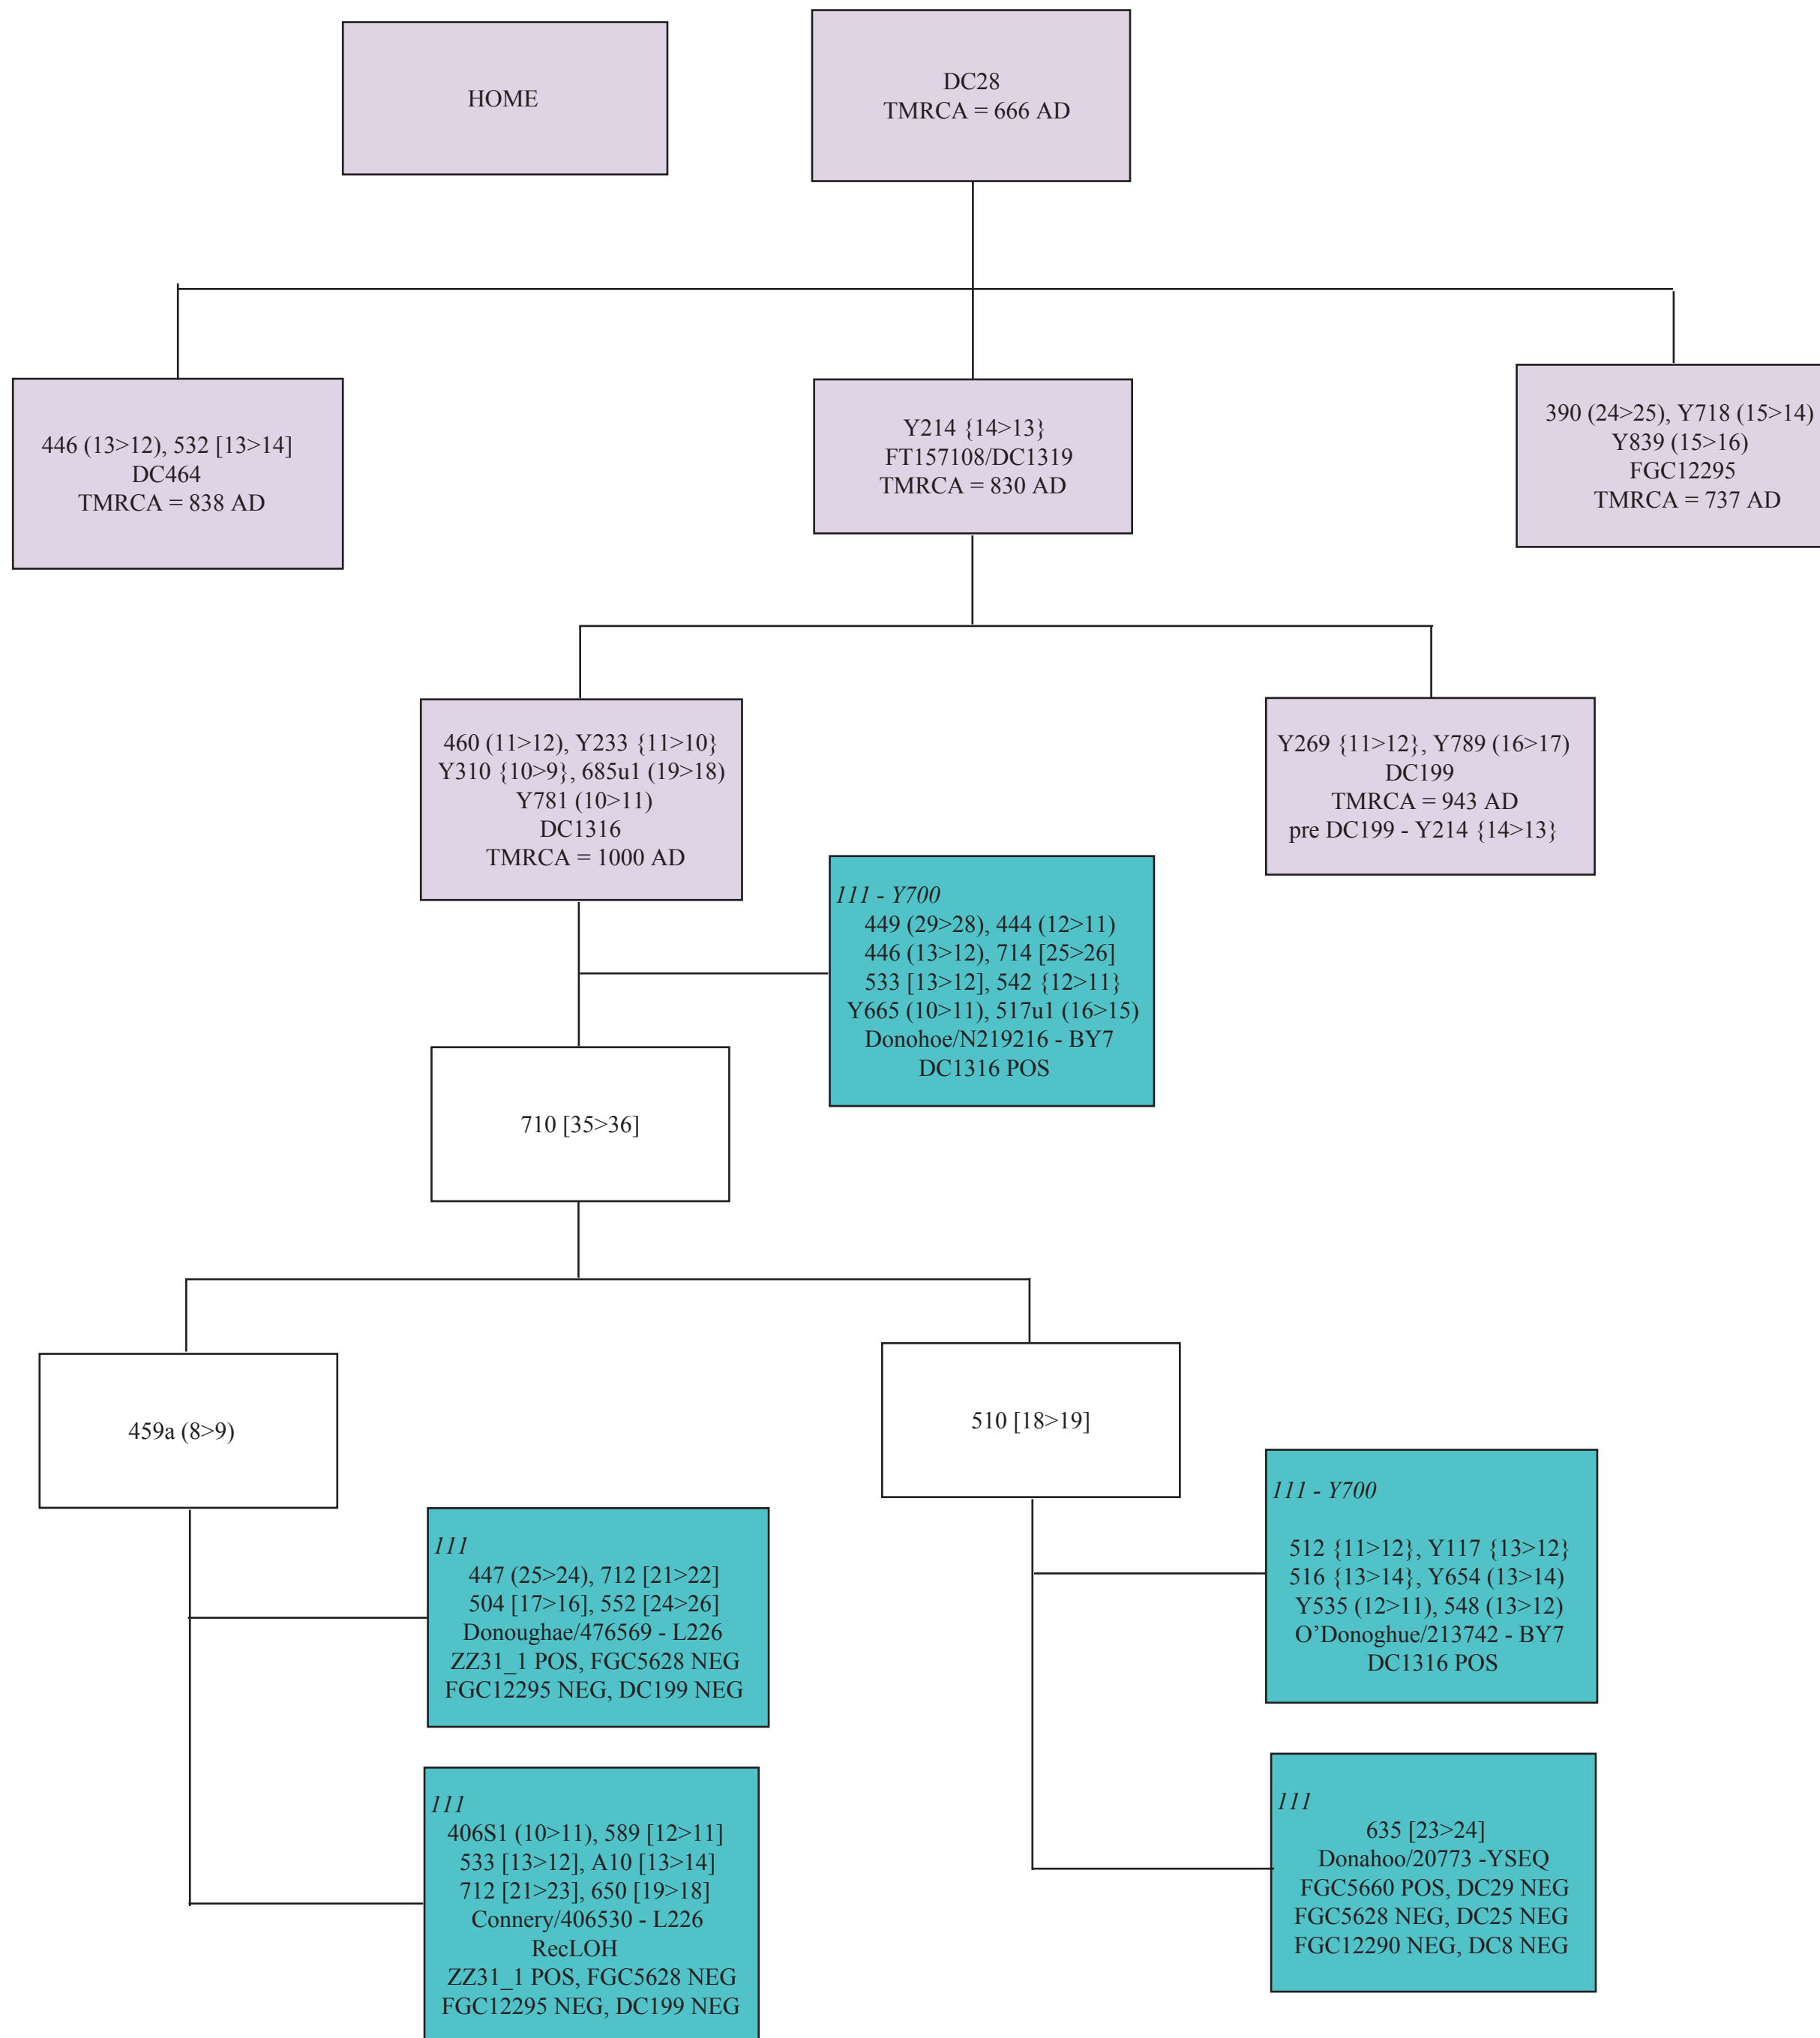 HOME
DC28
TMRCA = 666 AD
446 (13>12), 532 [13>14]
DC464
TMRCA = 838 AD
Y214 {14>13}
FT157108/DC1319
TMRCA = 830 AD
390 (24>25), Y718 (15>14)
Y839 (15>16)
FGC12295
TMRCA = 737 AD
460 (11>12), Y233 {11>10}
Y310 {10>9}, 685u1 (19>18)
Y781 (10>11)
DC1316
TMRCA = 1000 AD
Y269 {11>12}, Y789 (16>17)
DC199
TMRCA = 943 AD
pre DC199 - Y214 {14>13}
111 - Y700
449 (29>28), 444 (12>11)
446 (13>12), 714 [25>26]
533 [13>12], 542 {12>11}
Y665 (10>11), 517u1 (16>15)
Donohoe/N219216 - BY7
DC1316 POS
710 [35>36]
459a (8>9)
510 [18>19]
111
447 (25>24), 712 [21>22]
504 [17>16], 552 [24>26]
Donoughae/476569 - L226
ZZ31_1 POS, FGC5628 NEG
FGC12295 NEG, DC199 NEG
111 - Y700
512 {11>12}, Y117 {13>12}
516 {13>14}, Y654 (13>14)
Y535 (12>11), 548 (13>12)
O’Donoghue/213742 - BY7
DC1316 POS
111
406S1 (10>11), 589 [12>11]
533 [13>12], A10 [13>14]
712 [21>23], 650 [19>18]
Connery/406530 - L226
RecLOH
ZZ31_1 POS, FGC5628 NEG
FGC12295 NEG, DC199 NEG
111
635 [23>24]
Donahoo/20773 -YSEQ
FGC5660 POS, DC29 NEG
FGC5628 NEG, DC25 NEG
FGC12290 NEG, DC8 NEG